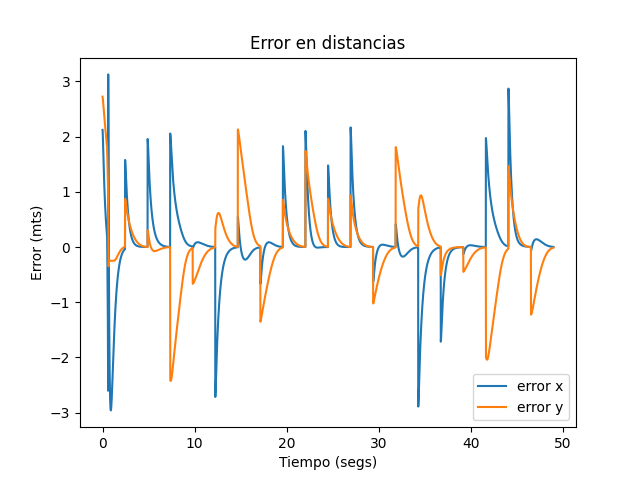 Error en distancias
Error (mts)
3
2
1
0
−1
−2
−3
0 10 20 30 40 50
Tiempo (segs)
error x
error y